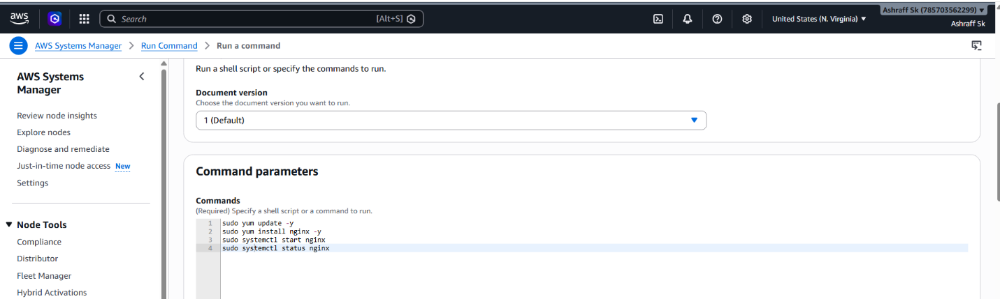 aws
Search [Alt+S]
United States (N. Virginia)
Ashraff Sk (785703562299)
Ashraff Sk
AWS Systems Manager > Run Command > Run a command
AWS Systems
Manager
Review node insights
Explore nodes
Diagnose and remediate
Just-in-time node access New
Settings
Node Tools
Compliance
Distributor
Fleet Manager
Hybrid Activations
Run a shell script or specify the commands to run.
Document version
Choose the document version you want to run.
1 (Default)
Command parameters
Commands
(Required) Specify a shell script or a command to run.
1 sudo yum update -y
2 sudo yum install nginx -y
3 sudo systemctl start nginx
4 sudo systemctl status nginx